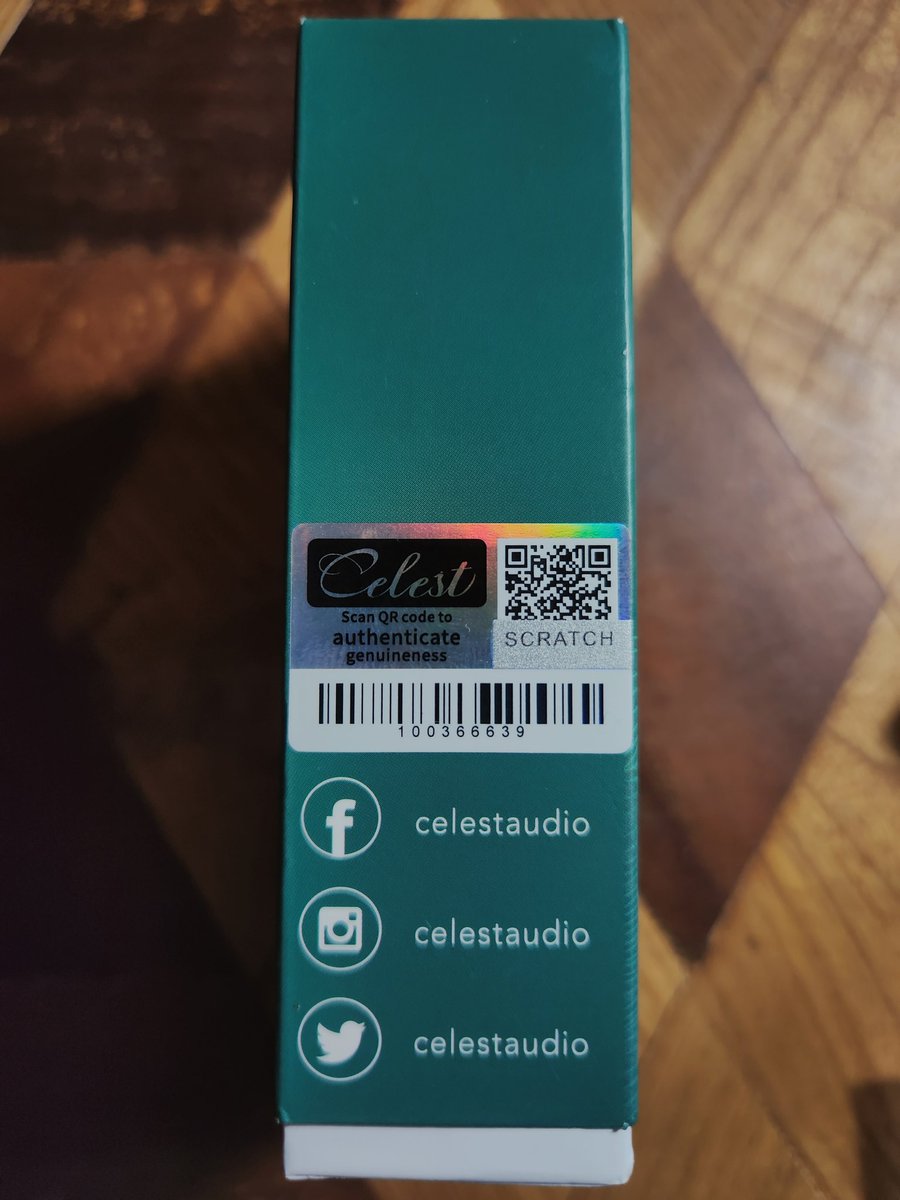 Celest
Scan QR code to
authenticate
genuineness
SCRATCH
100366639
celestaudio
celestaudio
celestaudio